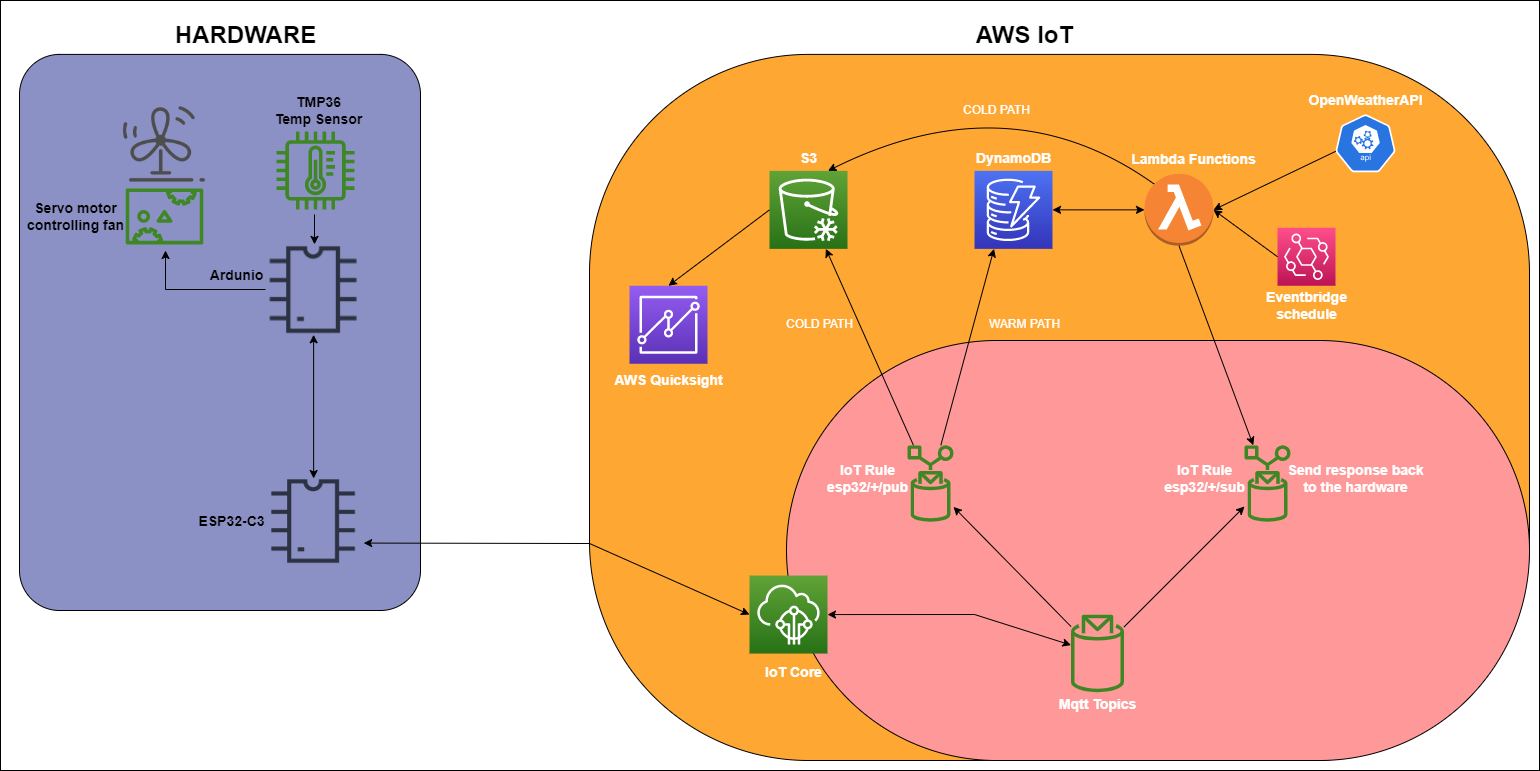 HARDWARE
TMP36
Temp Sensor
Servo motor
controlling fan
Ardunio
ESP32-C3
AWS IoT
COLD PATH
OpenWeatherAPI
api
S3
DynamoDB
Lambda Functions
Eventbridge
schedule
COLD PATH
WARM PATH
AWS Quicksight
IoT Rule
esp32/+/pub
IoT Rule
esp32/+/sub
Send response back
to the hardware
IoT Core
Mqtt Topics